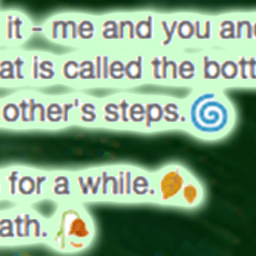 it - me and you and
at is called the bott
other's steps.🌀
for a while.🍂
ath.🥀